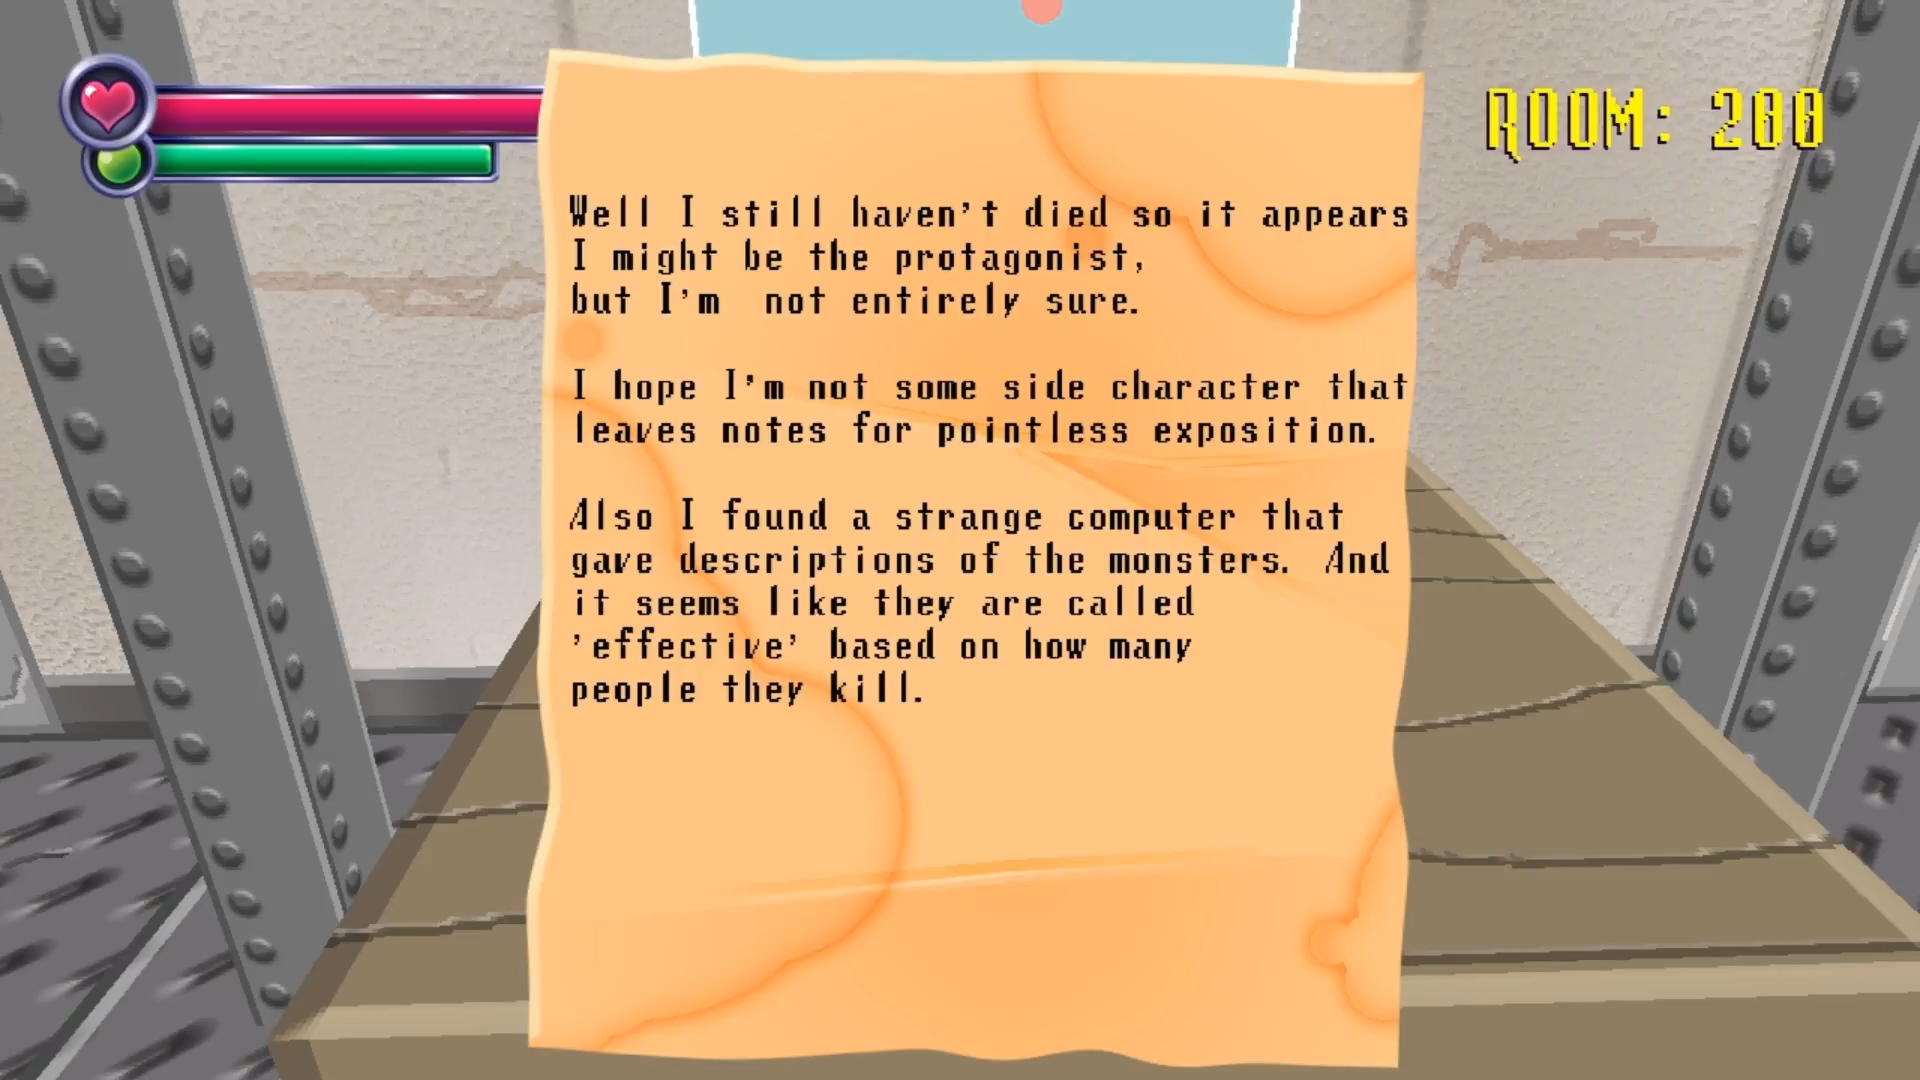 ROOM: 200
Well I still haven't died so it appears
I might be the protagonist,
but I'm  not entirely sure.
I hope I'm not some side character that
leaves notes for pointless exposition.
Also I found a strange computer that
gave descriptions of the monsters. And
it seems like they are called
'effective' based on how many
people they kill.